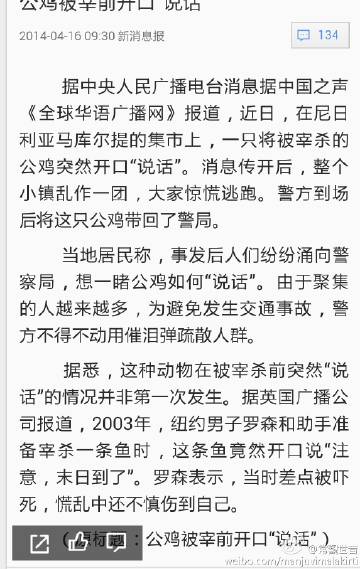 公鸡被宰前开口“说话”
2014-04-16 09:30 新消息报
134
据中央人民广播电台消息据中国之声
《全球华语广播网》报道，近日，在尼日
利亚马库尔提的集市上，一只将被宰杀的
公鸡突然开口“说话”。消息传开后，整个
小镇乱作一团，大家惊慌逃跑。警方到场
后将这只公鸡带回了警局。
当地居民称，事发后人们纷纷涌向警
察局，想一睹公鸡如何“说话”。由于聚集
的人越来越多，为避免发生交通事故，警
方不得不动用催泪弹疏散人群。
据悉，这种动物在被宰杀前突然“说
话”的情况并非第一次发生。据英国广播公
司报道，2003年，纽约男子罗森和助手准
备宰杀一条鱼时，这条鱼竟然开口说“注
意，末日到了”。罗森表示，当时差点被吓
死，慌乱中还不慎伤到自己。
（原标题：公鸡被宰前开口“说话”）
weibo.com/manjuvimalakirti